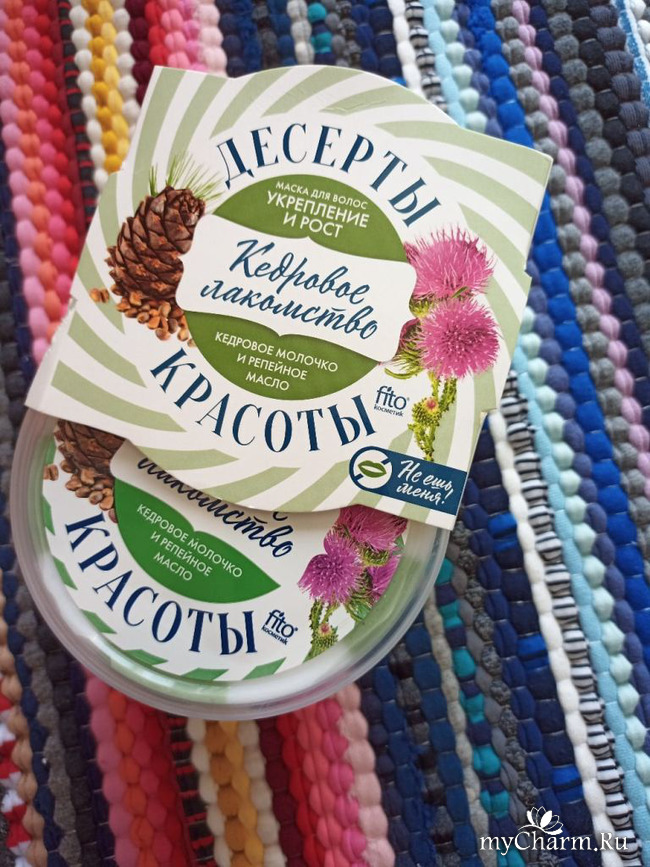 ДЕСЕРТЫ
МАСКА ДЛЯ ВОЛОС
УКРЕПЛЕНИЕ
И РОСТ
Кедровое
лакомство
КЕДРОВОЕ МОЛОЧКО
И РЕПЕЙНОЕ
МАСЛО
КРАСОТЫ
fito®
косметик
Не ешь
меня!
лакомство
КЕДРОВОЕ МОЛОЧКО
И РЕПЕЙНОЕ
МАСЛО
КРАСОТЫ
fito®
косметик
myCharm.Ru